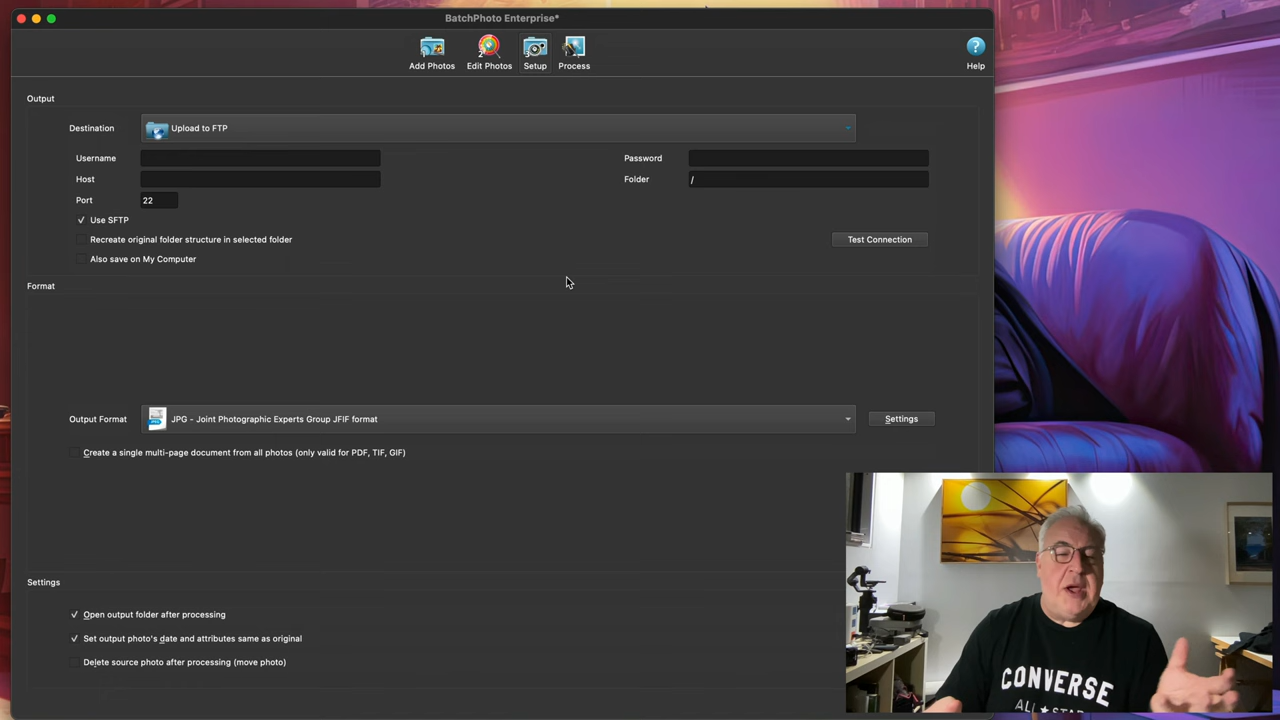 BatchPhoto Enterprise*
Add Photos
Edit Photos
Setup
Process
Help
Output
Destination
Upload to FTP
Username
Password
Host
Folder
/
Port
22
Use SFTP
Recreate original folder structure in selected folder
Test Connection
Also save on My Computer
Format
Output Format
JPG - Joint Photographic Experts Group JFIF format
Settings
Create a single multi-page document from all photos (only valid for PDF, TIF, GIF)
Settings
Open output folder after processing
Set output photo's date and attributes same as original
Delete source photo after processing (move photo)
CONVERSE
ALL★STAR